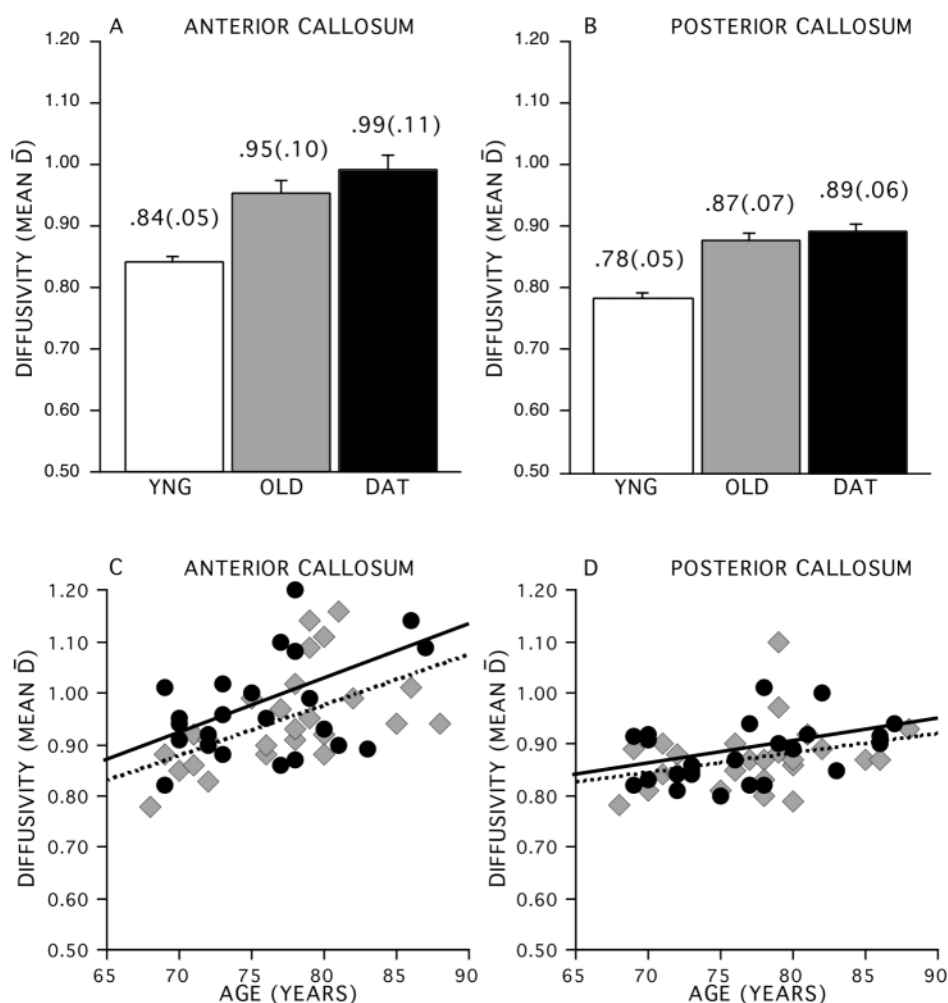 A ANTERIOR CALLOSUM
DIFFUSIVITY (MEAN D̄)
1.20
1.10
1.00
0.90
0.80
0.70
0.60
0.50
.84(.05)
.95(.10)
.99(.11)
YNG OLD DAT
B POSTERIOR CALLOSUM
DIFFUSIVITY (MEAN D̄)
1.20
1.10
1.00
0.90
0.80
0.70
0.60
0.50
.78(.05)
.87(.07)
.89(.06)
YNG OLD DAT
C ANTERIOR CALLOSUM
DIFFUSIVITY (MEAN D̄)
1.20
1.10
1.00
0.90
0.80
0.70
0.60
0.50
65 70 75 80 85 90
AGE (YEARS)
D POSTERIOR CALLOSUM
DIFFUSIVITY (MEAN D̄)
1.20
1.10
1.00
0.90
0.80
0.70
0.60
0.50
65 70 75 80 85 90
AGE (YEARS)